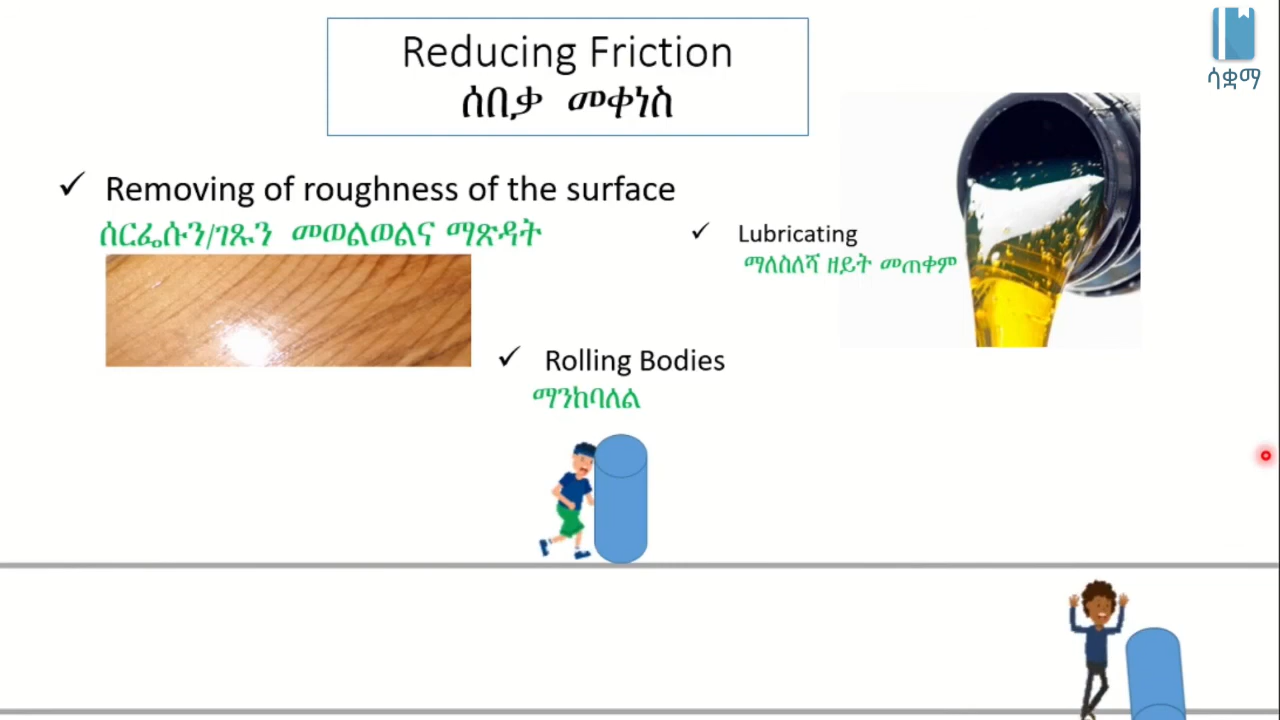 Reducing Friction
ሰበቃ መቀነስ
ሳቋማ
Removing of roughness of the surface
ሰርፌሱን/ገጹን መወልወልና ማጽዳት
Lubricating
ማለስለሻ ዘይት መጠቀም
Rolling Bodies
ማንከባለል